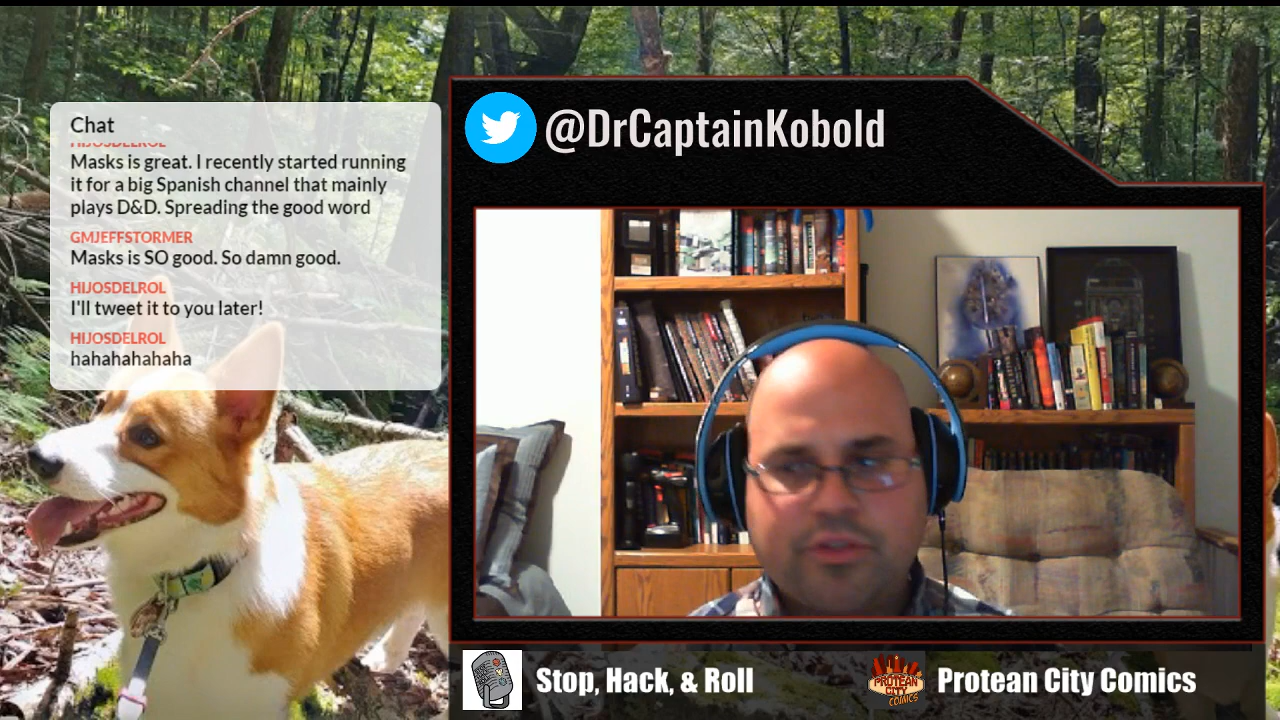 Chat
HIJOSDELROL
Masks is great. I recently started running
it for a big Spanish channel that mainly
plays D&D. Spreading the good word
GMJEFFSTORMER
Masks is SO good. So damn good.
HIJOSDELROL
I'll tweet it to you later!
HIJOSDELROL
hahahahahaha
@DrCaptainKobold
Stop, Hack, & Roll
PROTEAN
CITY
COMICS
Protean City Comics